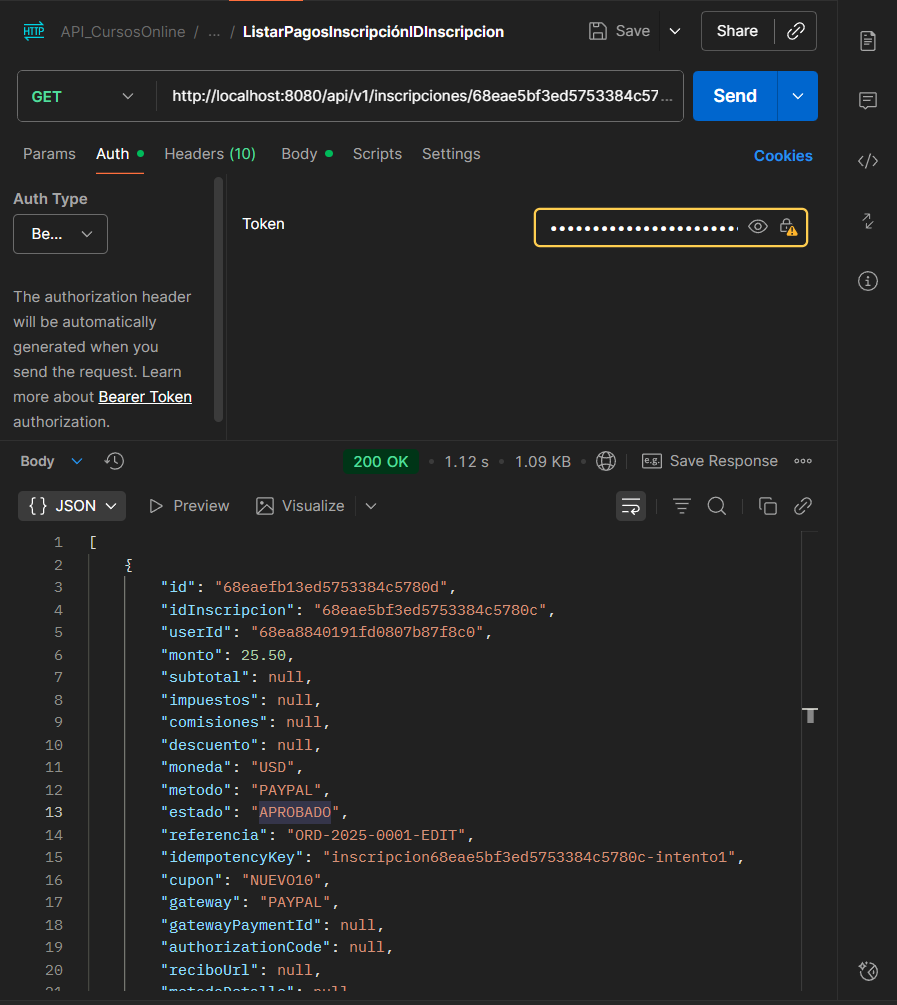 HTTP API_CursosOnline / ... / ListarPagosInscripciónIDInscripcion Save Share
GET http://localhost:8080/api/v1/inscripciones/68eae5bf3ed5753384c57... Send
Params Auth Headers (10) Body Scripts Settings Cookies
Auth Type
Be...
Token
The authorization header
will be automatically
generated when you
send the request. Learn
more about Bearer Token
authorization.
Body 200 OK • 1.12 s • 1.09 KB • e.g. Save Response
{} JSON Preview Visualize
1 [
2 {
3 "id": "68eaefb13ed5753384c5780d",
4 "idInscripcion": "68eae5bf3ed5753384c5780c",
5 "userId": "68ea8840191fd0807b87f8c0",
6 "monto": 25.50,
7 "subtotal": null,
8 "impuestos": null,
9 "comisiones": null,
10 "descuento": null,
11 "moneda": "USD",
12 "metodo": "PAYPAL",
13 "estado": "APROBADO",
14 "referencia": "ORD-2025-0001-EDIT",
15 "idempotencyKey": "inscripcion68eae5bf3ed5753384c5780c-intento1",
16 "cupon": "NUEVO10",
17 "gateway": "PAYPAL",
18 "gatewayPaymentId": null,
19 "authorizationCode": null,
20 "reciboUrl": null,